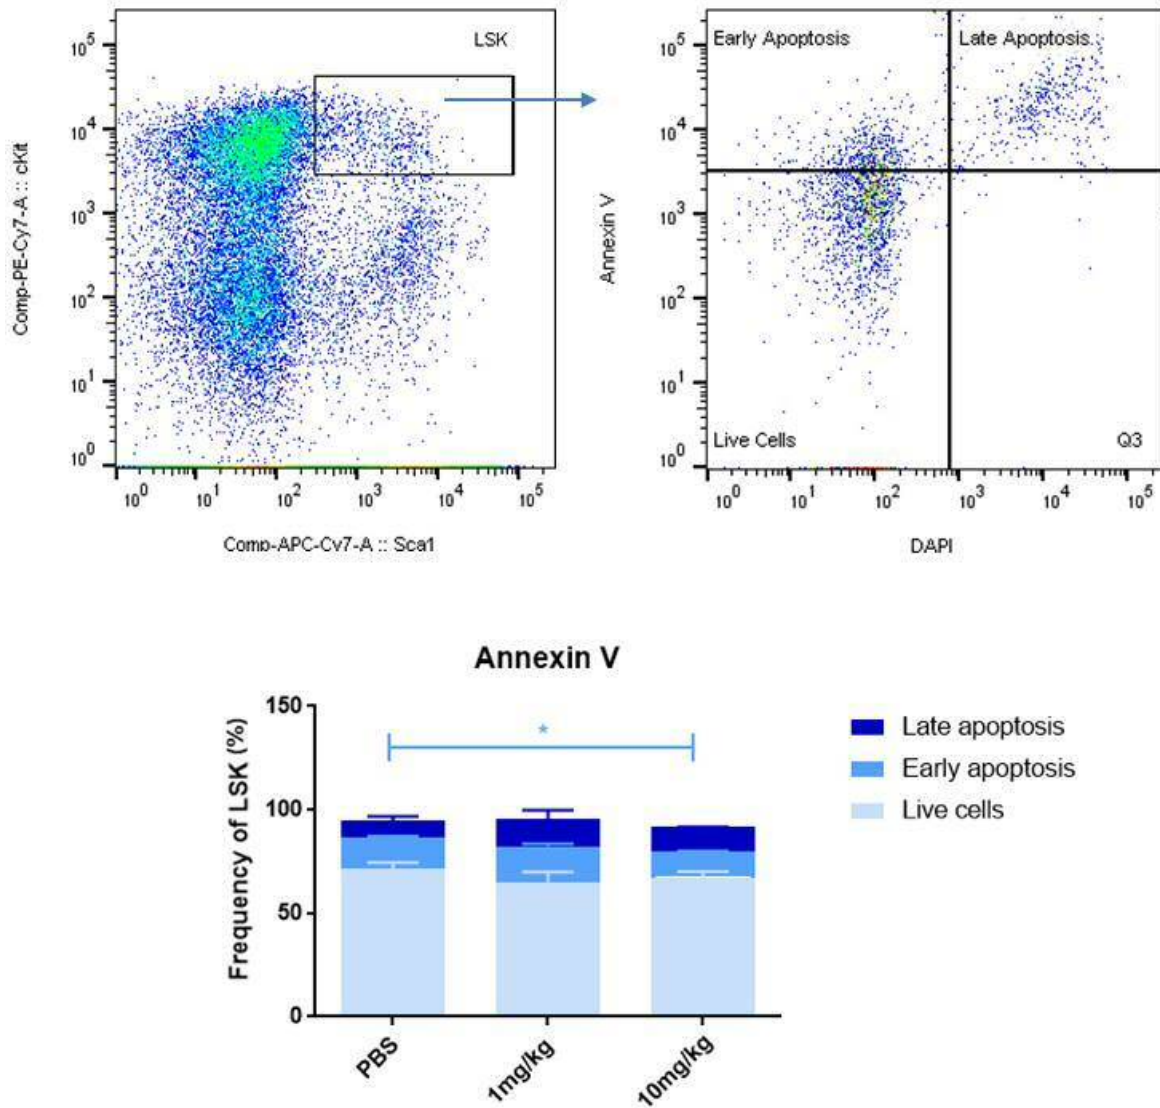 LSK
10^5
10^4
10^3
10^2
10^1
10^0
Comp-PE-Cy7-A :: cKit
10^0 10^1 10^2 10^3 10^4 10^5
Comp-APC-Cy7-A :: Sca1
Early Apoptosis
Late Apoptosis
10^5
10^4
10^3
10^2
10^1
10^0
Annexin V
Live Cells
Q3
10^0 10^1 10^2 10^3 10^4 10^5
DAPI
Annexin V
150
100
50
0
Frequency of LSK (%)
*
PBS
1mg/kg
10mg/kg
Late apoptosis
Early apoptosis
Live cells